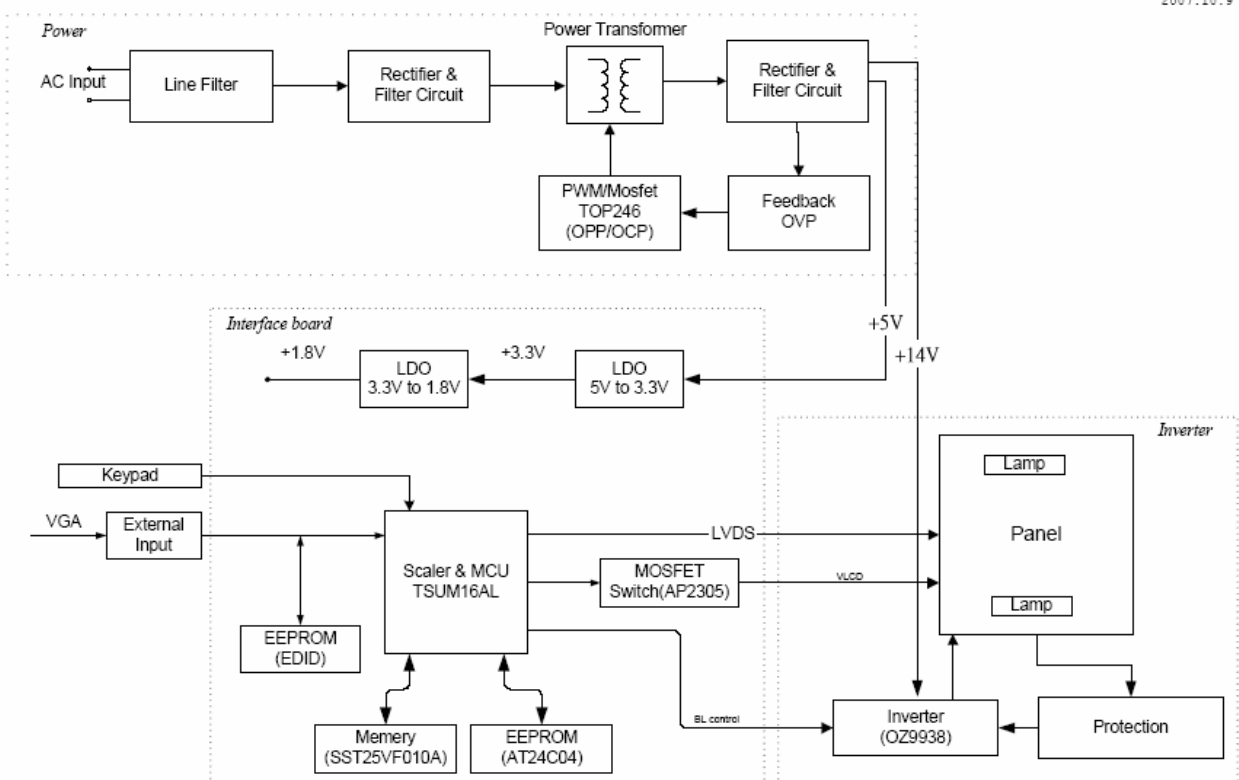 2007.10.9
Power
Power Transformer
AC Input
Line Filter
Rectifier &
Filter Circuit
Rectifier &
Filter Circuit
PWM/Mosfet
TOP246
(OPP/OCP)
Feedback
OVP
+5V
+14V
Interface board
+1.8V
LDO
3.3V to 1.8V
+3.3V
LDO
5V to 3.3V
Inverter
Lamp
Keypad
VGA
External
Input
LVDS
Panel
Scaler & MCU
TSUM16AL
MOSFET
Switch(AP2305)
VLCD
Lamp
EEPROM
(EDID)
BL control
Memery
(SST25VF010A)
EEPROM
(AT24C04)
Inverter
(OZ9938)
Protection